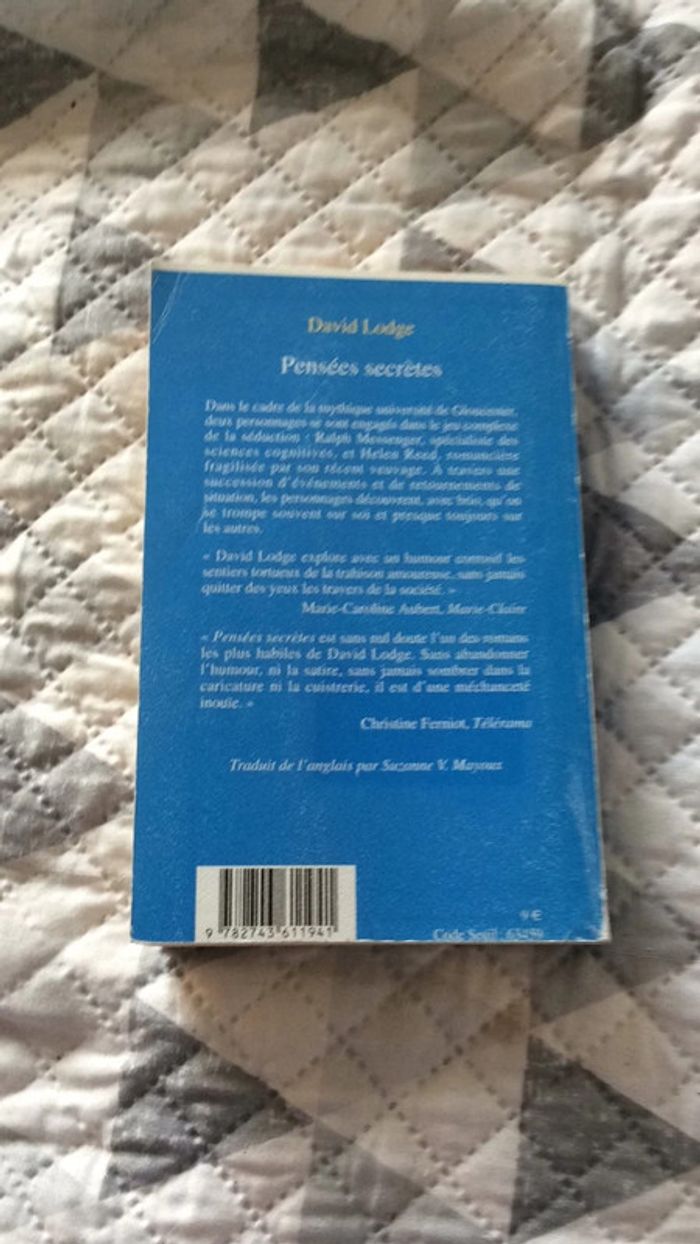 David Lodge
Pensées secrètes
Dans le cadre de la mythique université de Gloucester,
deux personnages se sont engagés dans le jeu complexe
de la séduction : Ralph Messenger, spécialiste des
sciences cognitives, et Helen Reed, romancière
fragilisée par son récent veuvage. À travers une
succession d'événements et de retournements de
situation, les personnages découvrent, avec brio, qu'on
se trompe souvent sur soi et presque toujours sur
les autres.
« David Lodge explore avec un humour corrosif les
sentiers tortueux de la trahison amoureuse, sans jamais
quitter des yeux les travers de la société. »
Marie-Caroline Aubert, Marie-Claire
« Pensées secrètes est sans nul doute l'un des romans
les plus habiles de David Lodge. Sans abandonner
l'humour, ni la satire, sans jamais sombrer dans la
caricature ni la cuistrerie, il est d'une méchanceté
inouïe. »
Christine Ferniot, Télérama
Traduit de l'anglais par Suzanne V. Mayoux
9 782743 611941
9 €
Code Seuil :